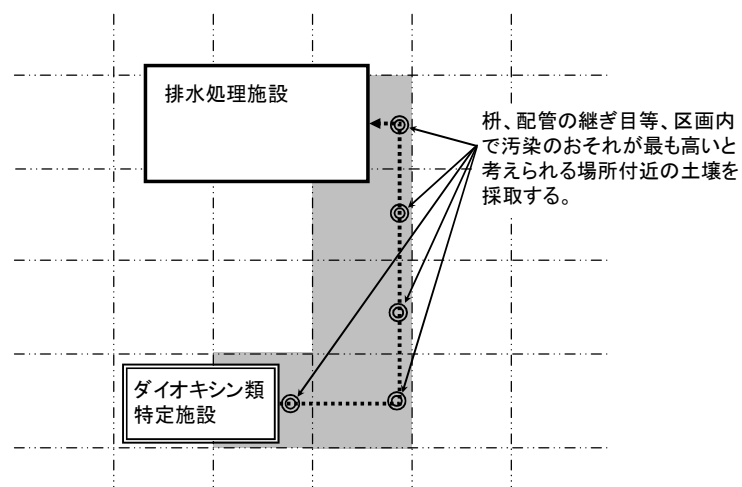 排水処理施設
枡、配管の継ぎ目等、区画内
で汚染のおそれが最も高いと
考えられる場所付近の土壌を
採取する。
ダイオキシン類
特定施設